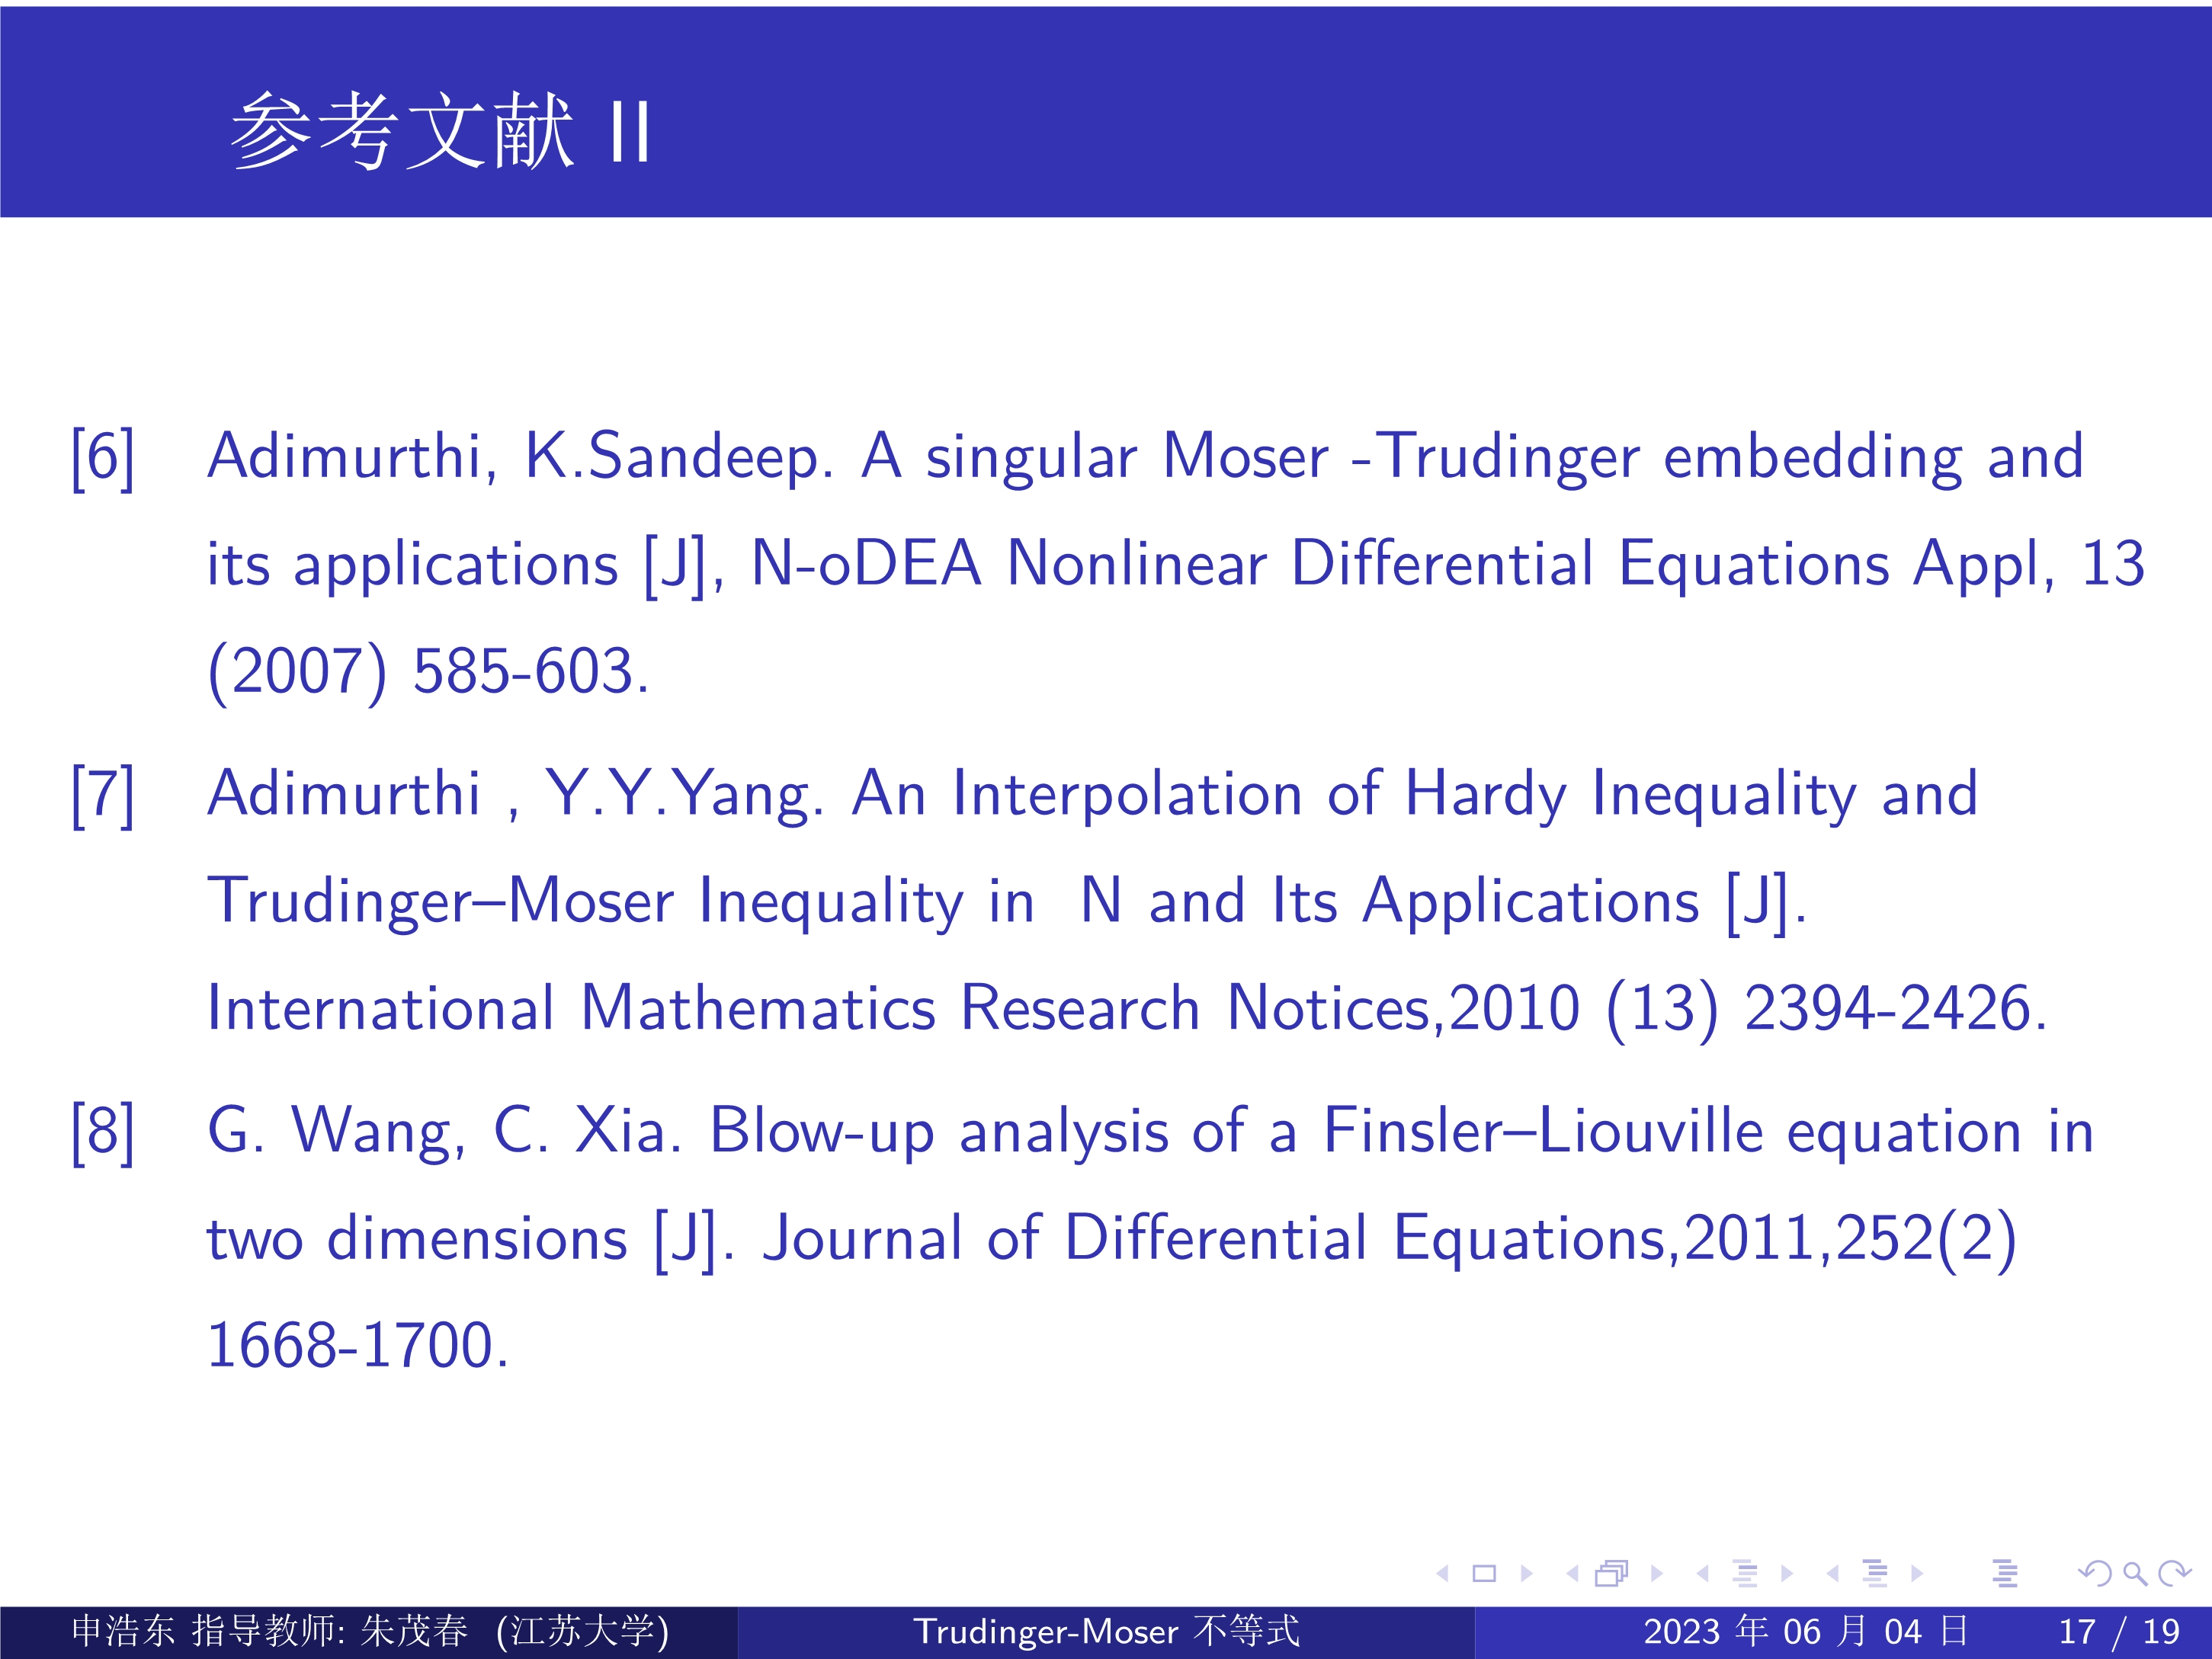 参考文献 II
[6] Adimurthi, K.Sandeep. A singular Moser -Trudinger embedding and
its applications [J], N-oDEA Nonlinear Differential Equations Appl, 13
(2007) 585-603.
[7] Adimurthi , Y.Y.Yang. An Interpolation of Hardy Inequality and
Trudinger–Moser Inequality in N and Its Applications [J].
International Mathematics Research Notices,2010 (13) 2394-2426.
[8] G. Wang, C. Xia. Blow-up analysis of a Finsler–Liouville equation in
two dimensions [J]. Journal of Differential Equations,2011,252(2)
1668-1700.
申浩东 指导教师: 朱茂春 (江苏大学) Trudinger-Moser 不等式 2023 年 06 月 04 日 17 / 19